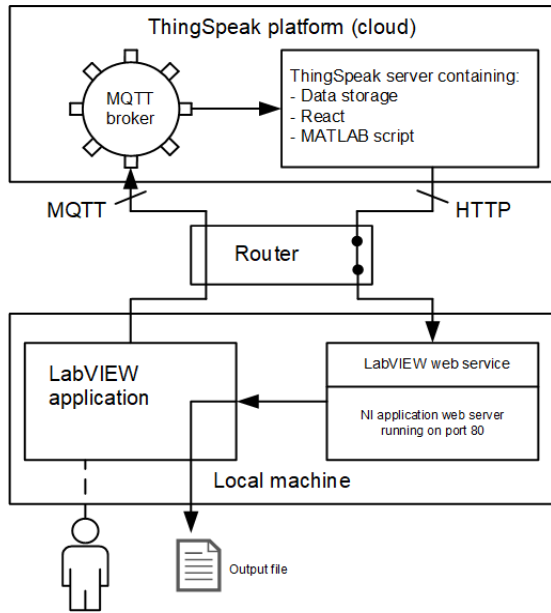 ThingSpeak platform (cloud)
MQTT
broker
ThingSpeak server containing:
- Data storage
- React
- MATLAB script
MQTT
HTTP
Router
LabVIEW
application
LabVIEW web service
NI application web server
running on port 80
Local machine
Output file